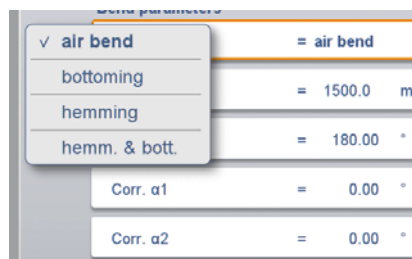 Bend parameters
✓ air bend
= air bend
bottoming
= 1500.0 m
hemming
= 180.00 °
hemm. & bott.
Corr. α1 = 0.00 °
Corr. α2 = 0.00 °